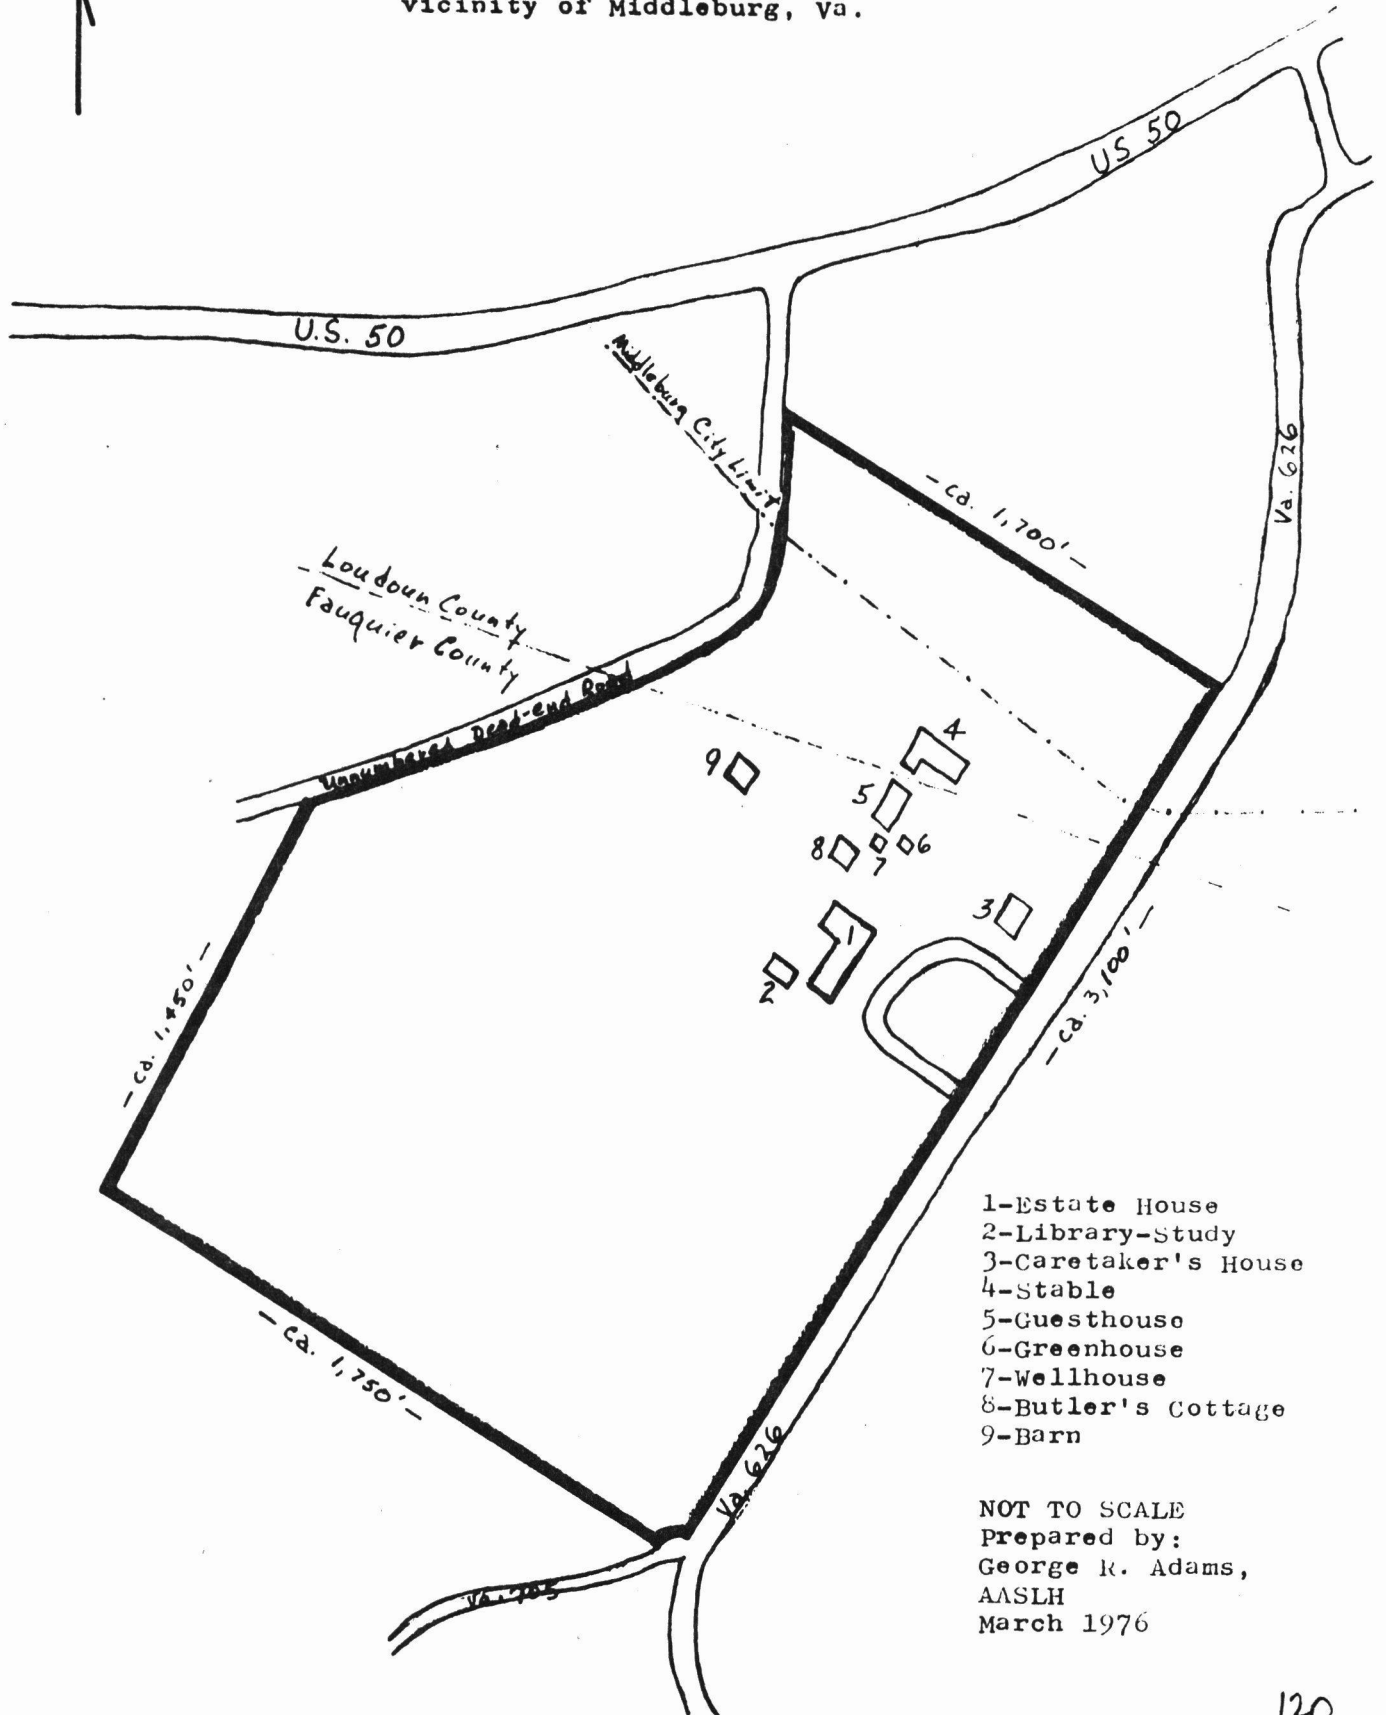 vicinity of Middleburg, Va.
US 50
U.S. 50
Middleburg City Limit
Va. 626
-ca. 1,700'-
Loudoun County
Fauquier County
Unnumbered Dead-end Road
4
9
5
8
7
6
3
1
2
-ca. 3,100'-
-ca. 1,450'-
-ca. 1,750'-
Va. 626
Va. 705
1-Estate House
2-Library-Study
3-Caretaker's House
4-Stable
5-Guesthouse
6-Greenhouse
7-Wellhouse
8-Butler's Cottage
9-Barn
NOT TO SCALE
Prepared by:
George R. Adams,
AASLH
March 1976
120